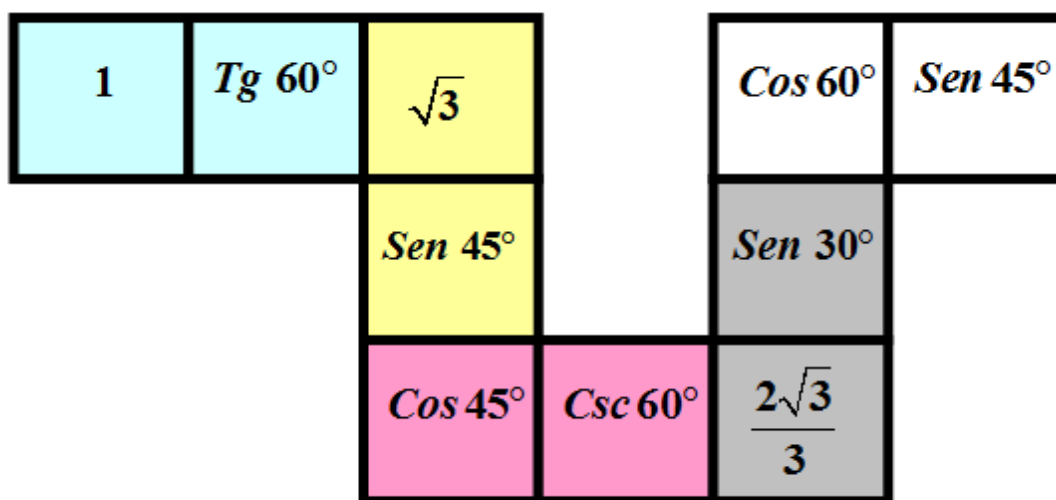 1 Tg 60° √3 Cos 60° Sen 45°
Sen 45° Sen 30°
Cos 45° Csc 60° 2√3/3